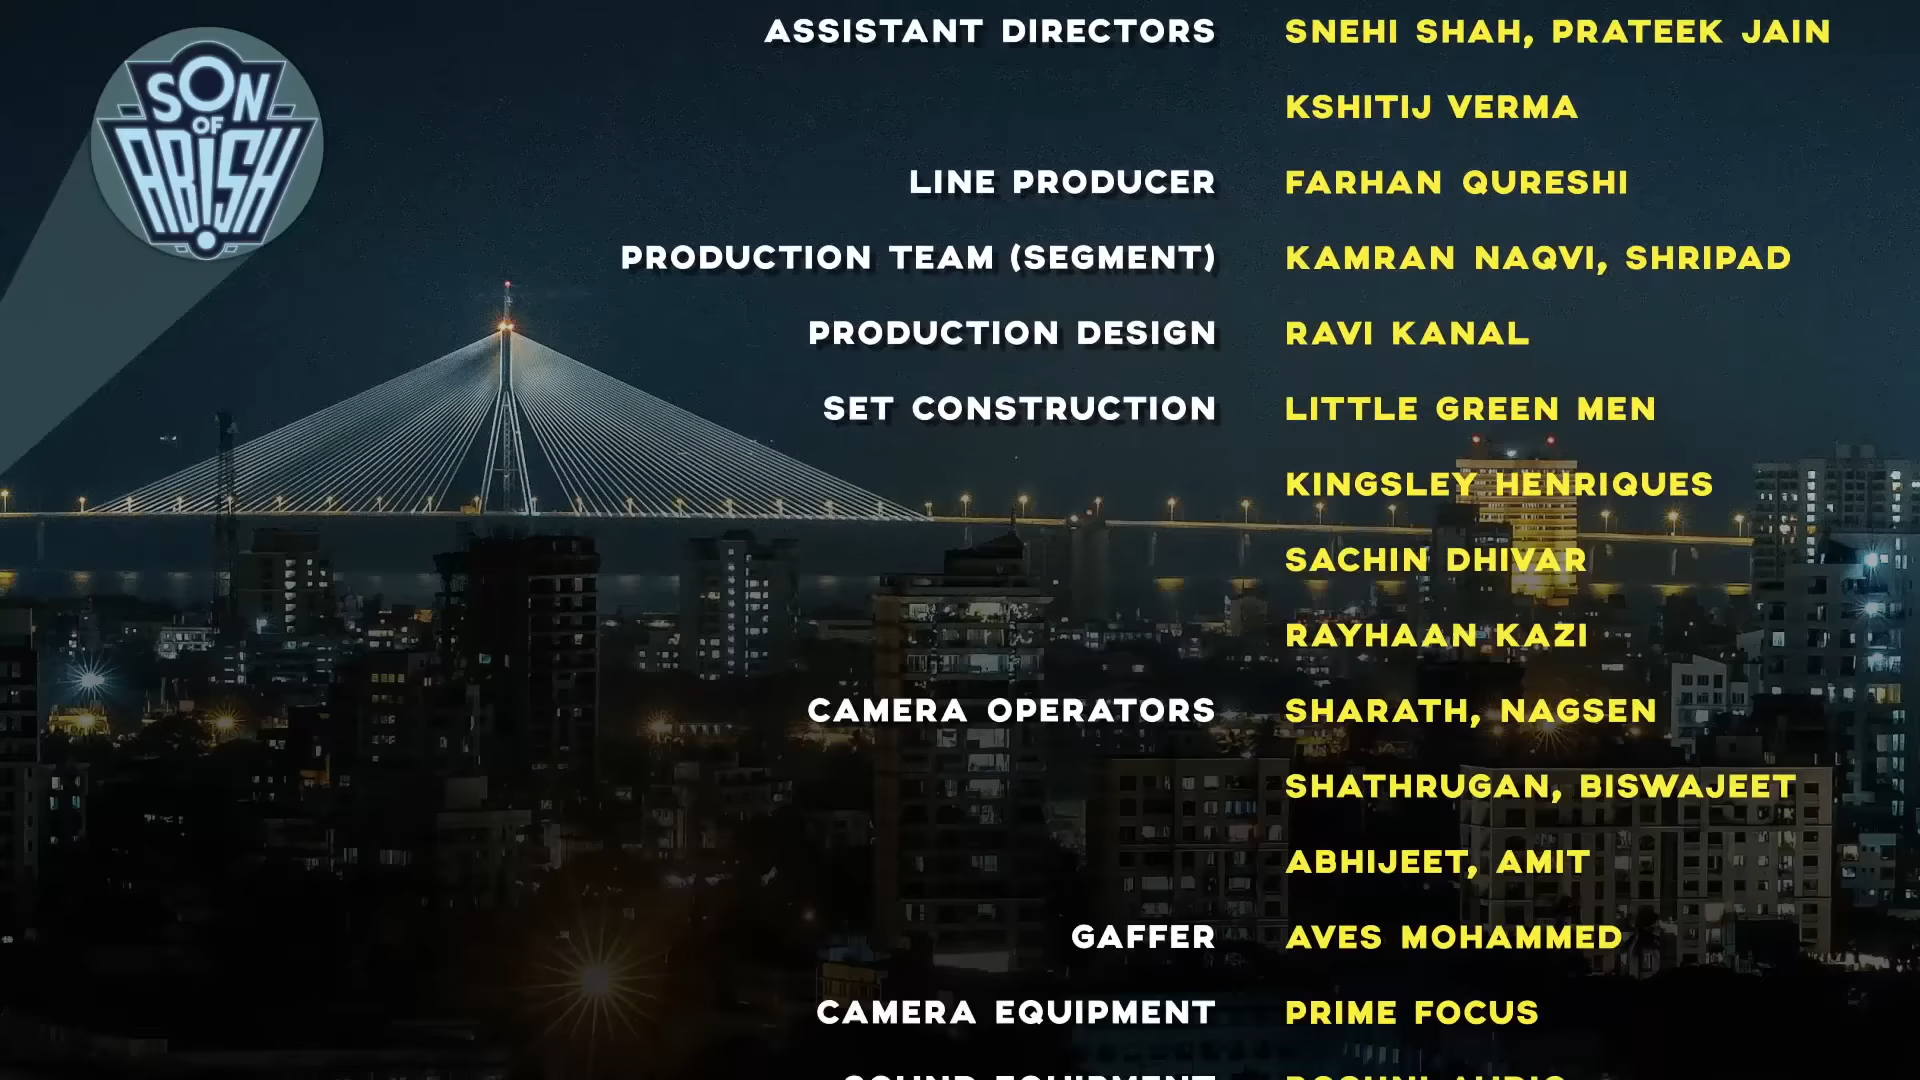 SON
OF
ABISH
ASSISTANT DIRECTORS SNEHI SHAH, PRATEEK JAIN
KSHITIJ VERMA
LINE PRODUCER FARHAN QURESHI
PRODUCTION TEAM (SEGMENT) KAMRAN NAQVI, SHRIPAD
PRODUCTION DESIGN RAVI KANAL
SET CONSTRUCTION LITTLE GREEN MEN
KINGSLEY HENRIQUES
SACHIN DHIVAR
RAYHAAN KAZI
CAMERA OPERATORS SHARATH, NAGSEN
SHATHRUGAN, BISWAJEET
ABHIJEET, AMIT
GAFFER AVES MOHAMMED
CAMERA EQUIPMENT PRIME FOCUS